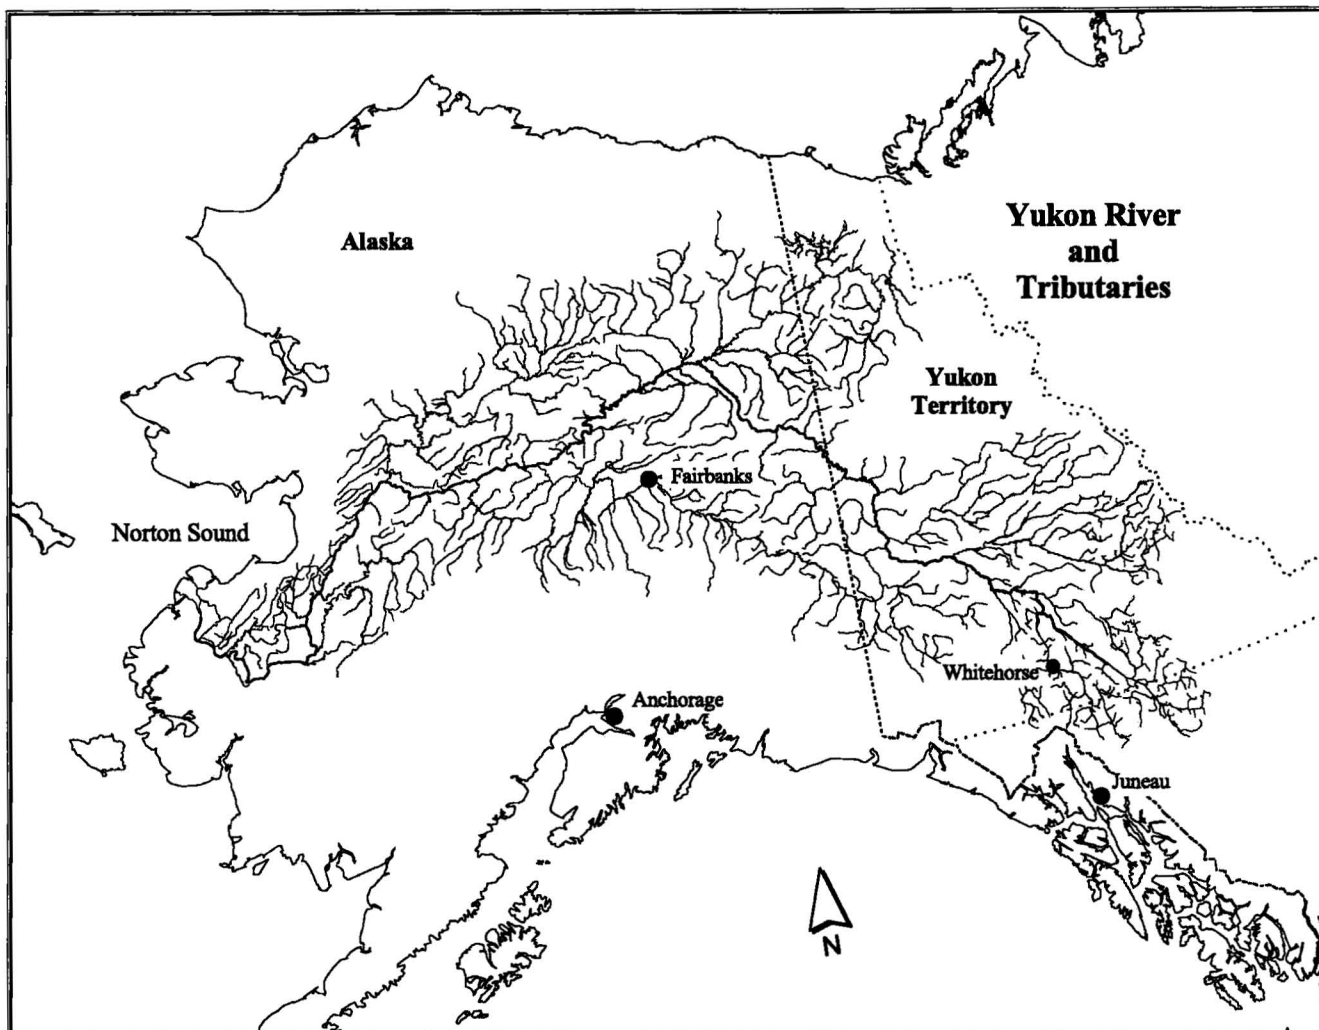 Yukon River
and
Tributaries
Alaska
Yukon
Territory
Fairbanks
Norton Sound
Whitehorse
Anchorage
Juneau
N